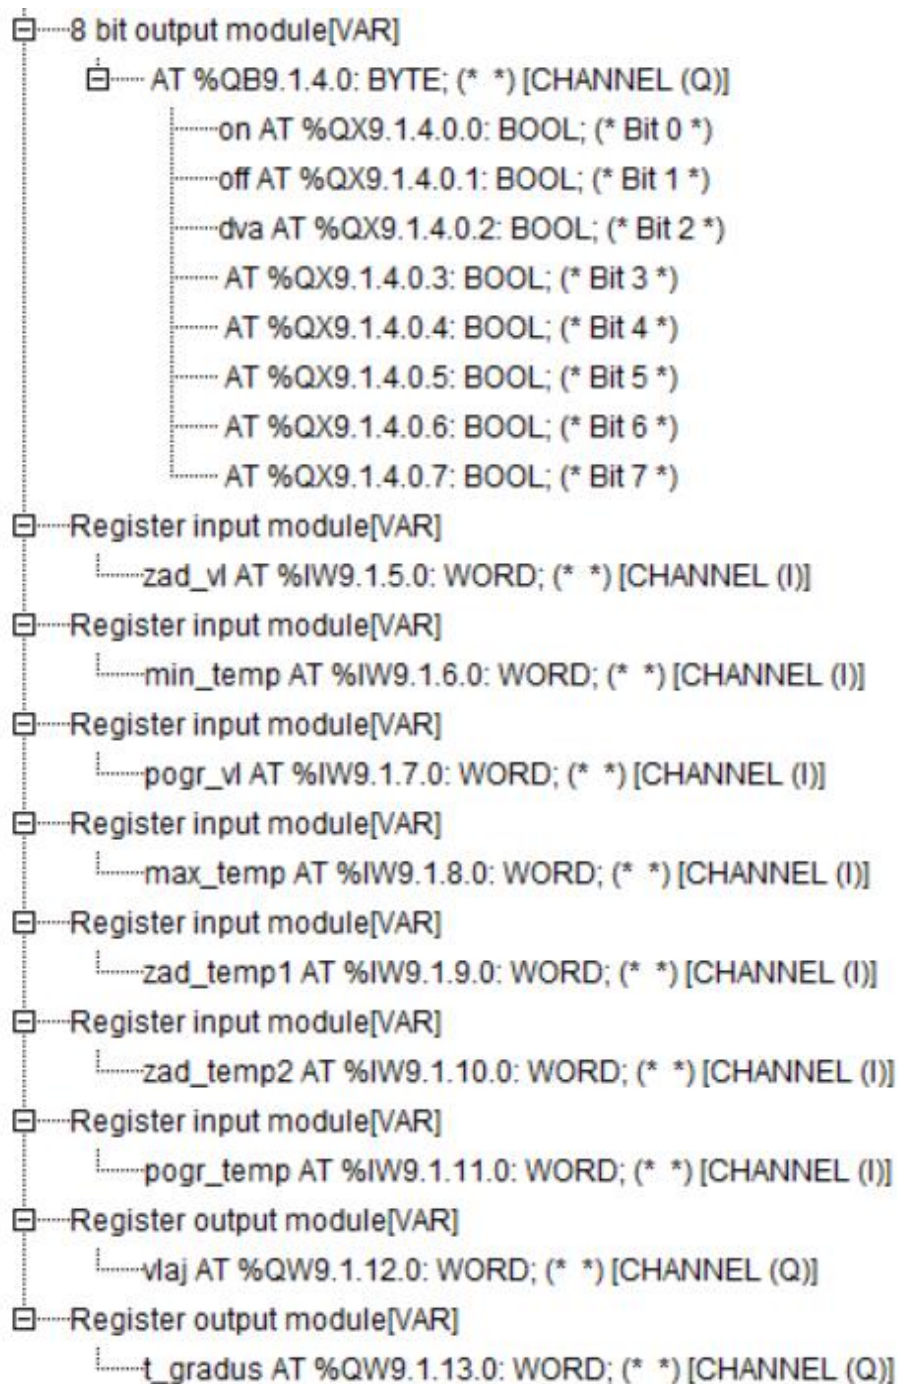 8 bit output module[VAR]
AT %QB9.1.4.0: BYTE; (* *) [CHANNEL (Q)]
on AT %QX9.1.4.0.0: BOOL; (* Bit 0 *)
off AT %QX9.1.4.0.1: BOOL; (* Bit 1 *)
dva AT %QX9.1.4.0.2: BOOL; (* Bit 2 *)
AT %QX9.1.4.0.3: BOOL; (* Bit 3 *)
AT %QX9.1.4.0.4: BOOL; (* Bit 4 *)
AT %QX9.1.4.0.5: BOOL; (* Bit 5 *)
AT %QX9.1.4.0.6: BOOL; (* Bit 6 *)
AT %QX9.1.4.0.7: BOOL; (* Bit 7 *)
Register input module[VAR]
zad_vl AT %IW9.1.5.0: WORD; (* *) [CHANNEL (I)]
Register input module[VAR]
min_temp AT %IW9.1.6.0: WORD; (* *) [CHANNEL (I)]
Register input module[VAR]
pogr_vl AT %IW9.1.7.0: WORD; (* *) [CHANNEL (I)]
Register input module[VAR]
max_temp AT %IW9.1.8.0: WORD; (* *) [CHANNEL (I)]
Register input module[VAR]
zad_temp1 AT %IW9.1.9.0: WORD; (* *) [CHANNEL (I)]
Register input module[VAR]
zad_temp2 AT %IW9.1.10.0: WORD; (* *) [CHANNEL (I)]
Register input module[VAR]
pogr_temp AT %IW9.1.11.0: WORD; (* *) [CHANNEL (I)]
Register output module[VAR]
vlaj AT %QW9.1.12.0: WORD; (* *) [CHANNEL (Q)]
Register output module[VAR]
t_gradus AT %QW9.1.13.0: WORD; (* *) [CHANNEL (Q)]